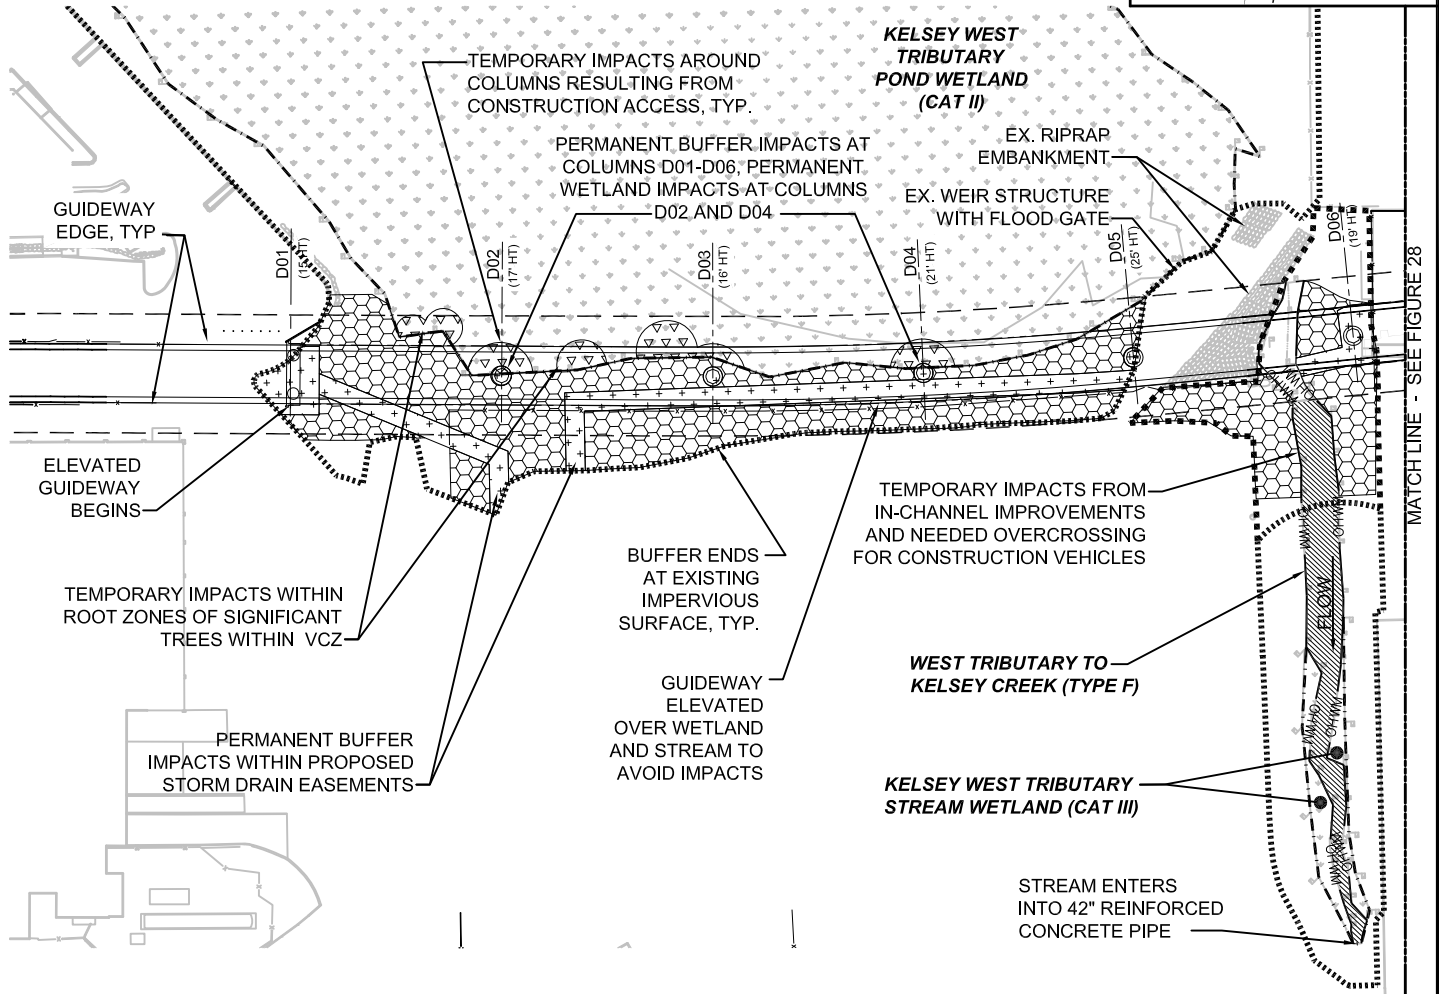 KELSEY WEST
TRIBUTARY
POND WETLAND
(CAT II)
TEMPORARY IMPACTS AROUND
COLUMNS RESULTING FROM
CONSTRUCTION ACCESS, TYP.
PERMANENT BUFFER IMPACTS AT
COLUMNS D01-D06, PERMANENT
WETLAND IMPACTS AT COLUMNS
D02 AND D04
EX. RIPRAP
EMBANKMENT
EX. WEIR STRUCTURE
WITH FLOOD GATE
GUIDEWAY
EDGE, TYP
D01
D02
(17' HT)
D03
(16' HT)
D04
(21' HT)
D05
(25' HT)
D06
(19' HT)
MATCH LINE - SEE FIGURE 28
ELEVATED
GUIDEWAY
BEGINS
TEMPORARY IMPACTS WITHIN
ROOT ZONES OF SIGNIFICANT
TREES WITHIN VCZ
PERMANENT BUFFER
IMPACTS WITHIN PROPOSED
STORM DRAIN EASEMENTS
BUFFER ENDS
AT EXISTING
IMPERVIOUS
SURFACE, TYP.
GUIDEWAY
ELEVATED
OVER WETLAND
AND STREAM TO
AVOID IMPACTS
TEMPORARY IMPACTS FROM
IN-CHANNEL IMPROVEMENTS
AND NEEDED OVERCROSSING
FOR CONSTRUCTION VEHICLES
OHWM
OHWM
FLOW
WEST TRIBUTARY TO
KELSEY CREEK (TYPE F)
OHWM
OHWM
KELSEY WEST TRIBUTARY
STREAM WETLAND (CAT III)
OHWM
STREAM ENTERS
INTO 42" REINFORCED
CONCRETE PIPE